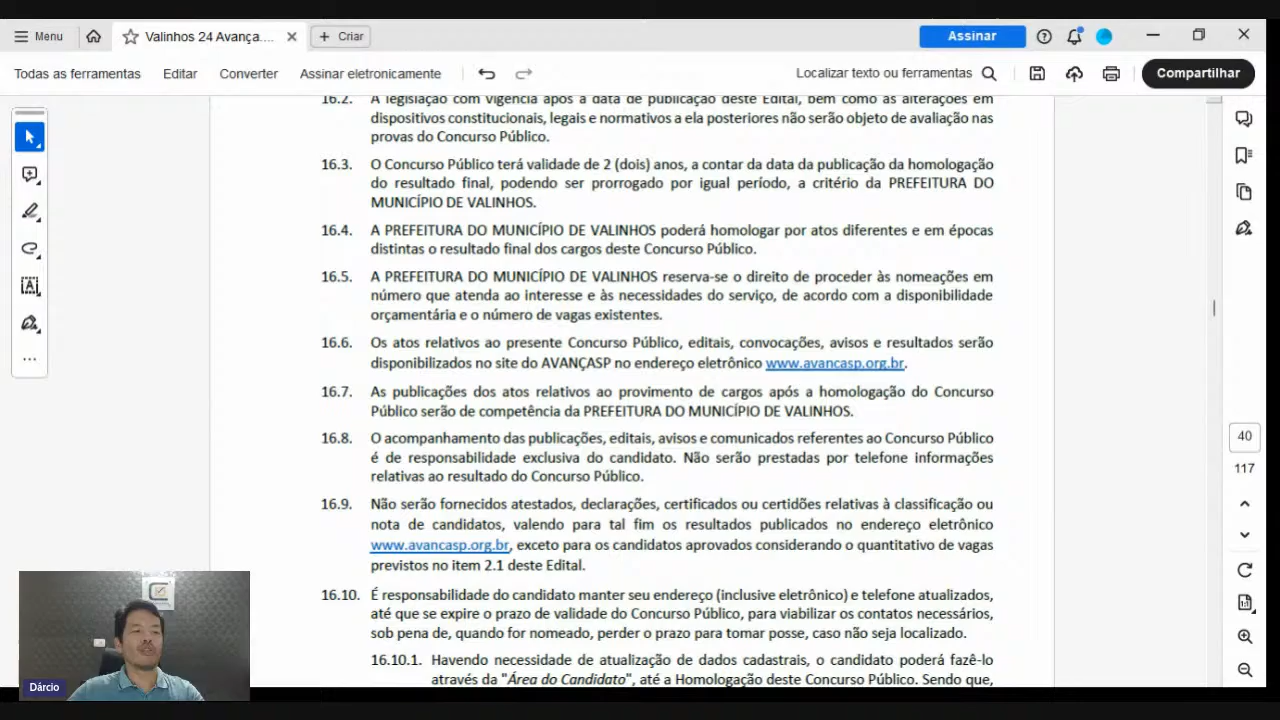 Menu
Valinhos 24 Avança....
Criar
Assinar
Todas as ferramentas
Editar
Converter
Assinar eletronicamente
Localizar texto ou ferramentas
Compartilhar
16.2. A legislação com vigência após a data de publicação deste Edital, bem como as alterações em
dispositivos constitucionais, legais e normativos a ela posteriores não serão objeto de avaliação nas
provas do Concurso Público.
16.3. O Concurso Público terá validade de 2 (dois) anos, a contar da data da publicação da homologação
do resultado final, podendo ser prorrogado por igual período, a critério da PREFEITURA DO
MUNICÍPIO DE VALINHOS.
16.4. A PREFEITURA DO MUNICÍPIO DE VALINHOS poderá homologar por atos diferentes e em épocas
distintas o resultado final dos cargos deste Concurso Público.
16.5. A PREFEITURA DO MUNICÍPIO DE VALINHOS reserva-se o direito de proceder às nomeações em
número que atenda ao interesse e às necessidades do serviço, de acordo com a disponibilidade
orçamentária e o número de vagas existentes.
16.6. Os atos relativos ao presente Concurso Público, editais, convocações, avisos e resultados serão
disponibilizados no site do AVANÇASP no endereço eletrônico www.avancasp.org.br.
16.7. As publicações dos atos relativos ao provimento de cargos após a homologação do Concurso
Público serão de competência da PREFEITURA DO MUNICÍPIO DE VALINHOS.
16.8. O acompanhamento das publicações, editais, avisos e comunicados referentes ao Concurso Público
é de responsabilidade exclusiva do candidato. Não serão prestadas por telefone informações
relativas ao resultado do Concurso Público.
16.9. Não serão fornecidos atestados, declarações, certificados ou certidões relativas à classificação ou
nota de candidatos, valendo para tal fim os resultados publicados no endereço eletrônico
www.avancasp.org.br, exceto para os candidatos aprovados considerando o quantitativo de vagas
previstos no item 2.1 deste Edital.
16.10. É responsabilidade do candidato manter seu endereço (inclusive eletrônico) e telefone atualizados,
até que se expire o prazo de validade do Concurso Público, para viabilizar os contatos necessários,
sob pena de, quando for nomeado, perder o prazo para tomar posse, caso não seja localizado.
16.10.1. Havendo necessidade de atualização de dados cadastrais, o candidato poderá fazê-lo
através da "Área do Candidato", até a Homologação deste Concurso Público. Sendo que,
40
117
Dárcio